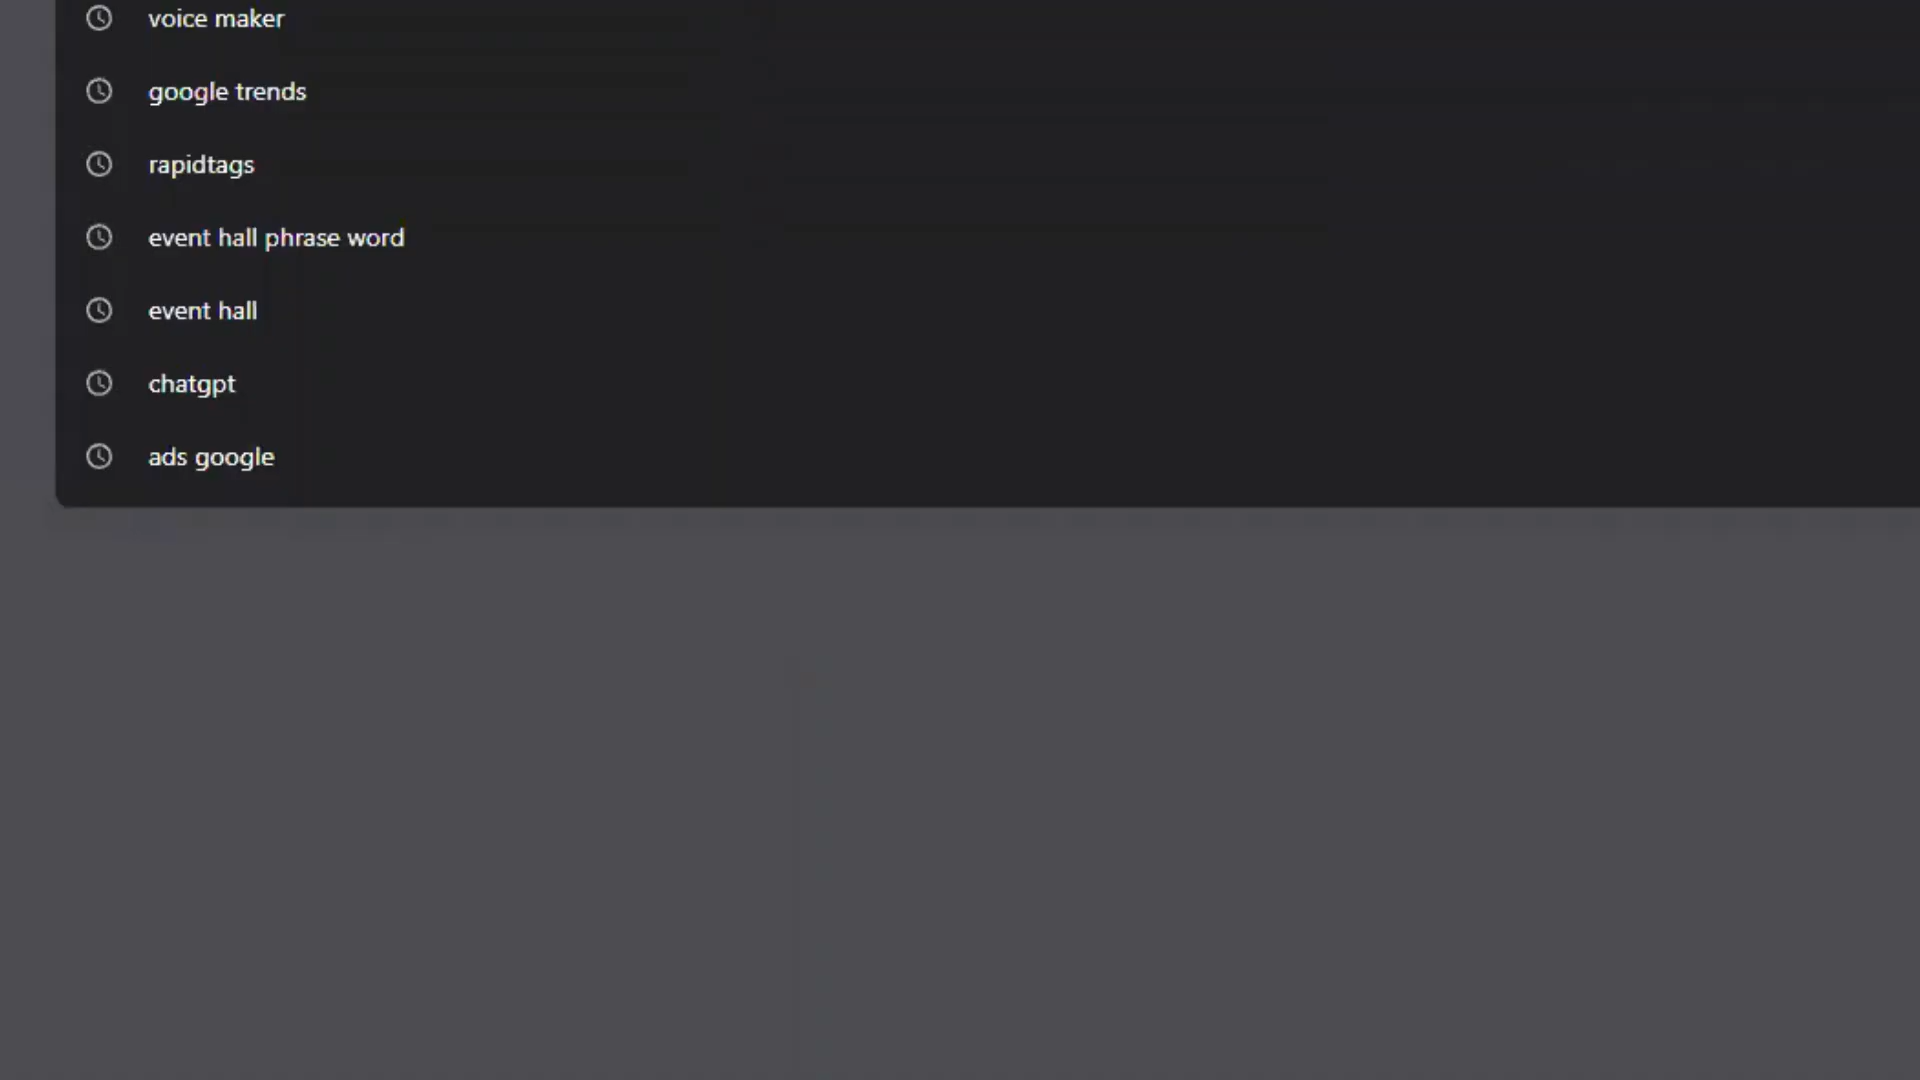 voice maker
google trends
rapidtags
event hall phrase word
event hall
chatgpt
ads google